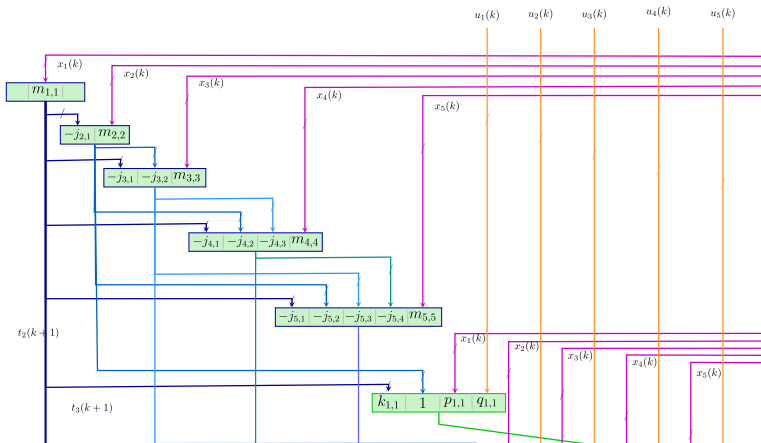 u₁(k) u₂(k) u₃(k) u₄(k) u₅(k)
x₁(k)
x₂(k)
x₃(k)
x₄(k)
x₅(k)
m₁,₁
−j₂,₁ m₂,₂
−j₃,₁ −j₃,₂ m₃,₃
−j₄,₁ −j₄,₂ −j₄,₃ m₄,₄
−j₅,₁ −j₅,₂ −j₅,₃ −j₅,₄ m₅,₅
t₂(k + 1)
x₁(k)
x₂(k)
x₃(k)
x₄(k)
x₅(k)
k₁,₁ 1 p₁,₁ q₁,₁
t₃(k + 1)